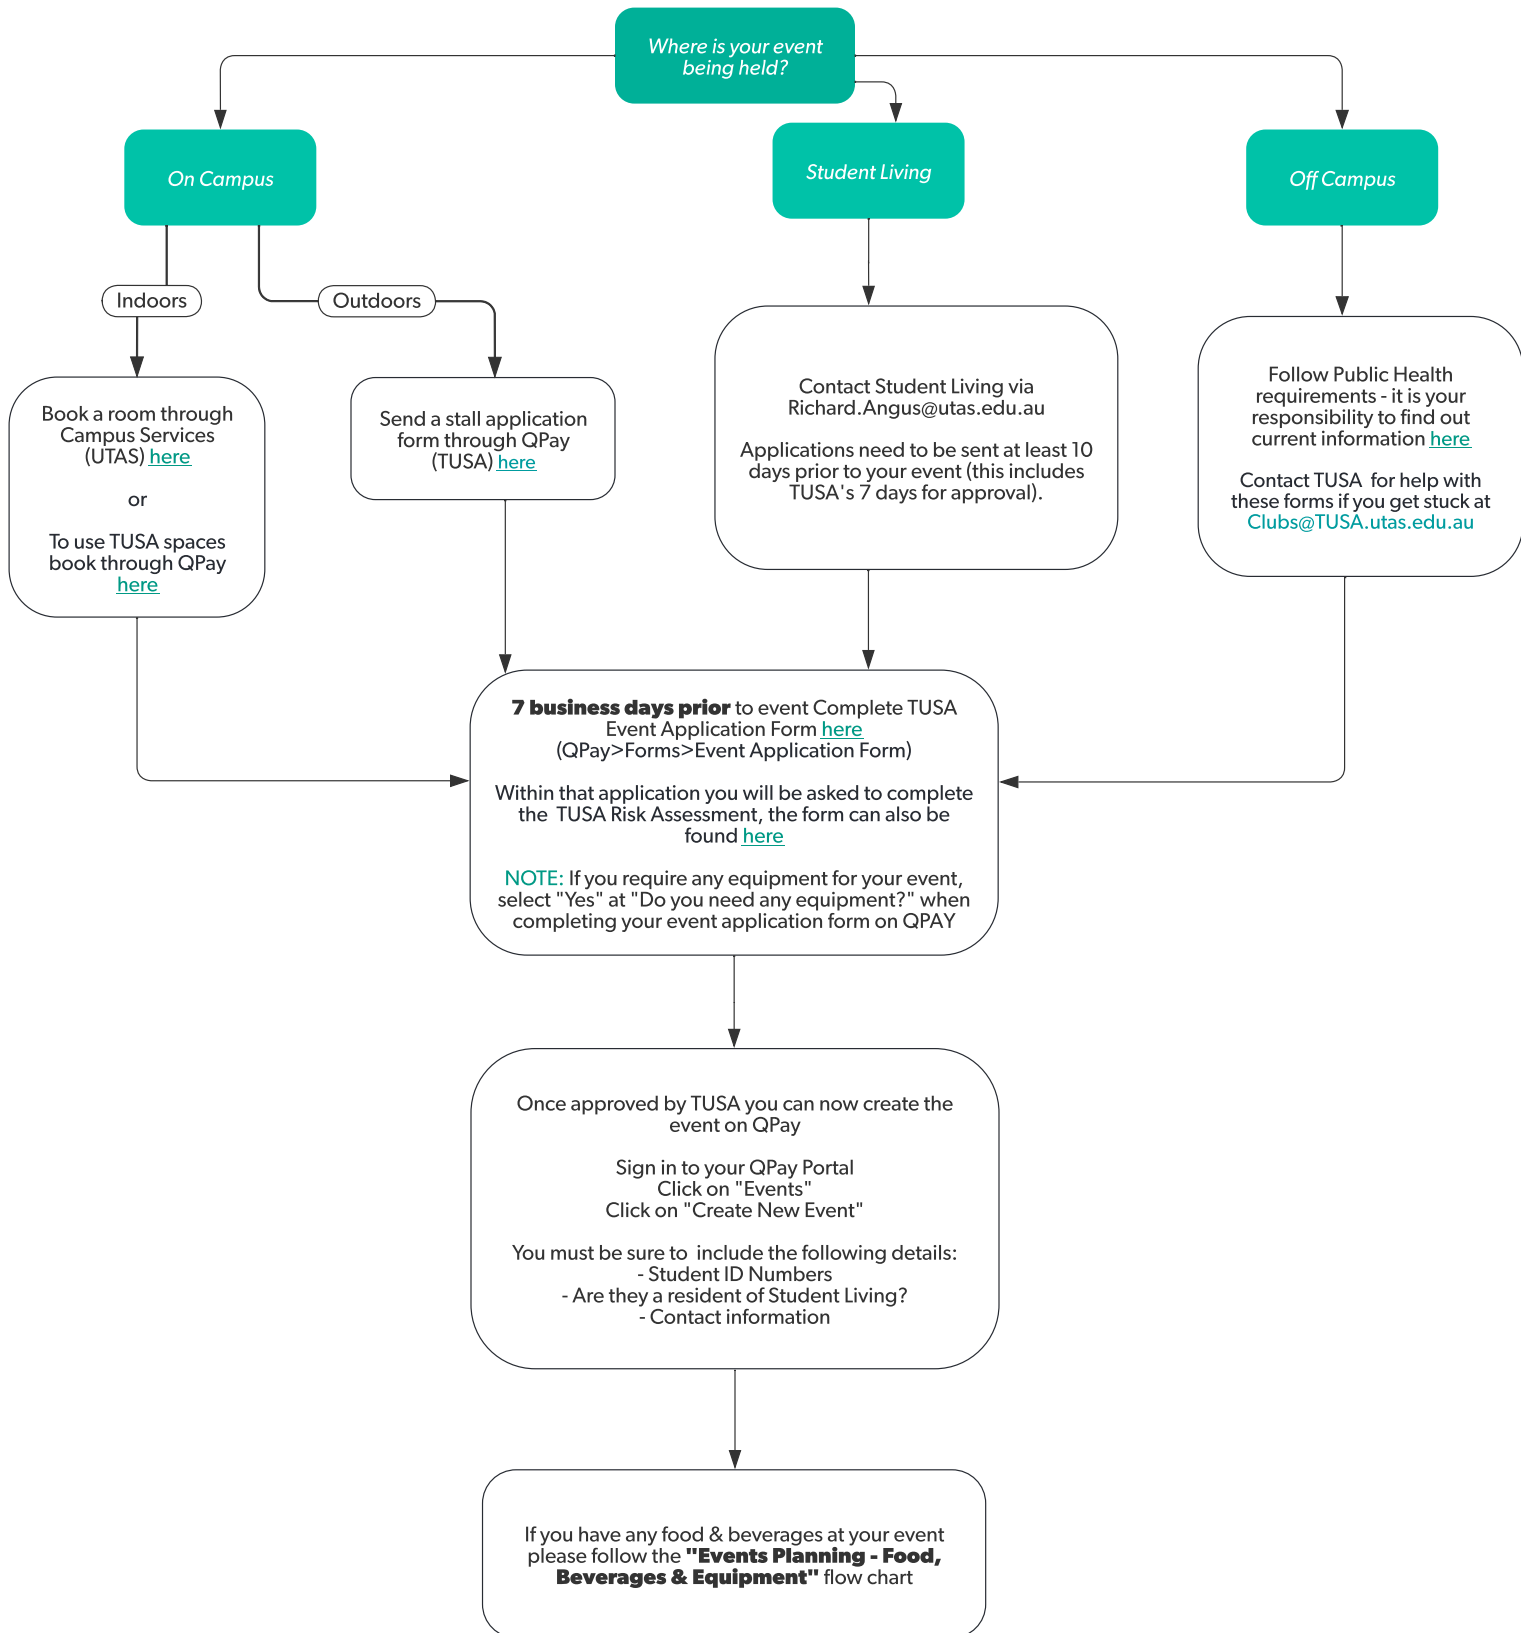 Where is your event
being held?
On Campus
Student Living
Off Campus
Indoors
Outdoors
Book a room through
Campus Services
(UTAS) here
or
To use TUSA spaces
book through QPay
here
Send a stall application
form through QPay
(TUSA) here
Contact Student Living via
Richard.Angus@utas.edu.au
Applications need to be sent at least 10
days prior to your event (this includes
TUSA's 7 days for approval).
Follow Public Health
requirements - it is your
responsibility to find out
current information here
Contact TUSA for help with
these forms if you get stuck at
Clubs@TUSA.utas.edu.au
7 business days prior to event Complete TUSA
Event Application Form here
(QPay>Forms>Event Application Form)
Within that application you will be asked to complete
the TUSA Risk Assessment, the form can also be
found here
NOTE: If you require any equipment for your event,
select "Yes" at "Do you need any equipment?" when
completing your event application form on QPAY
Once approved by TUSA you can now create the
event on QPay
Sign in to your QPay Portal
Click on "Events"
Click on "Create New Event"
You must be sure to include the following details:
- Student ID Numbers
- Are they a resident of Student Living?
- Contact information
If you have any food & beverages at your event
please follow the "Events Planning - Food,
Beverages & Equipment" flow chart